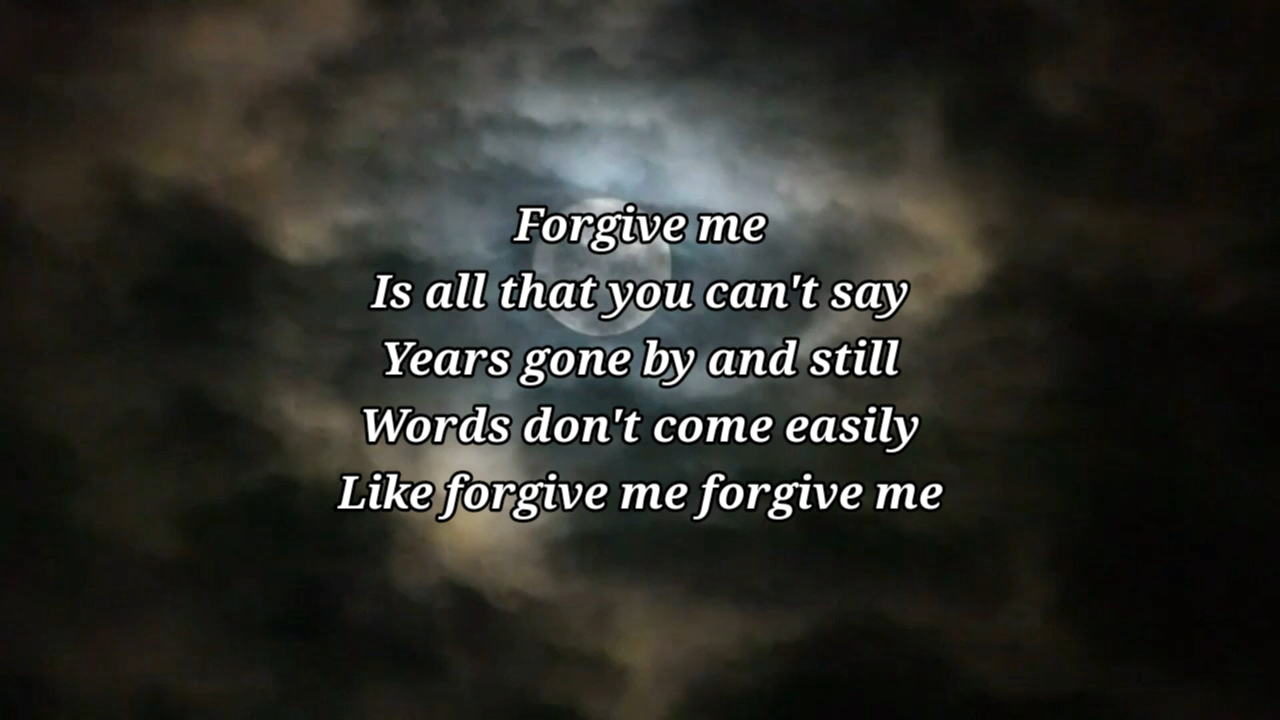 Forgive me
Is all that you can't say
Years gone by and still
Words don't come easily
Like forgive me forgive me